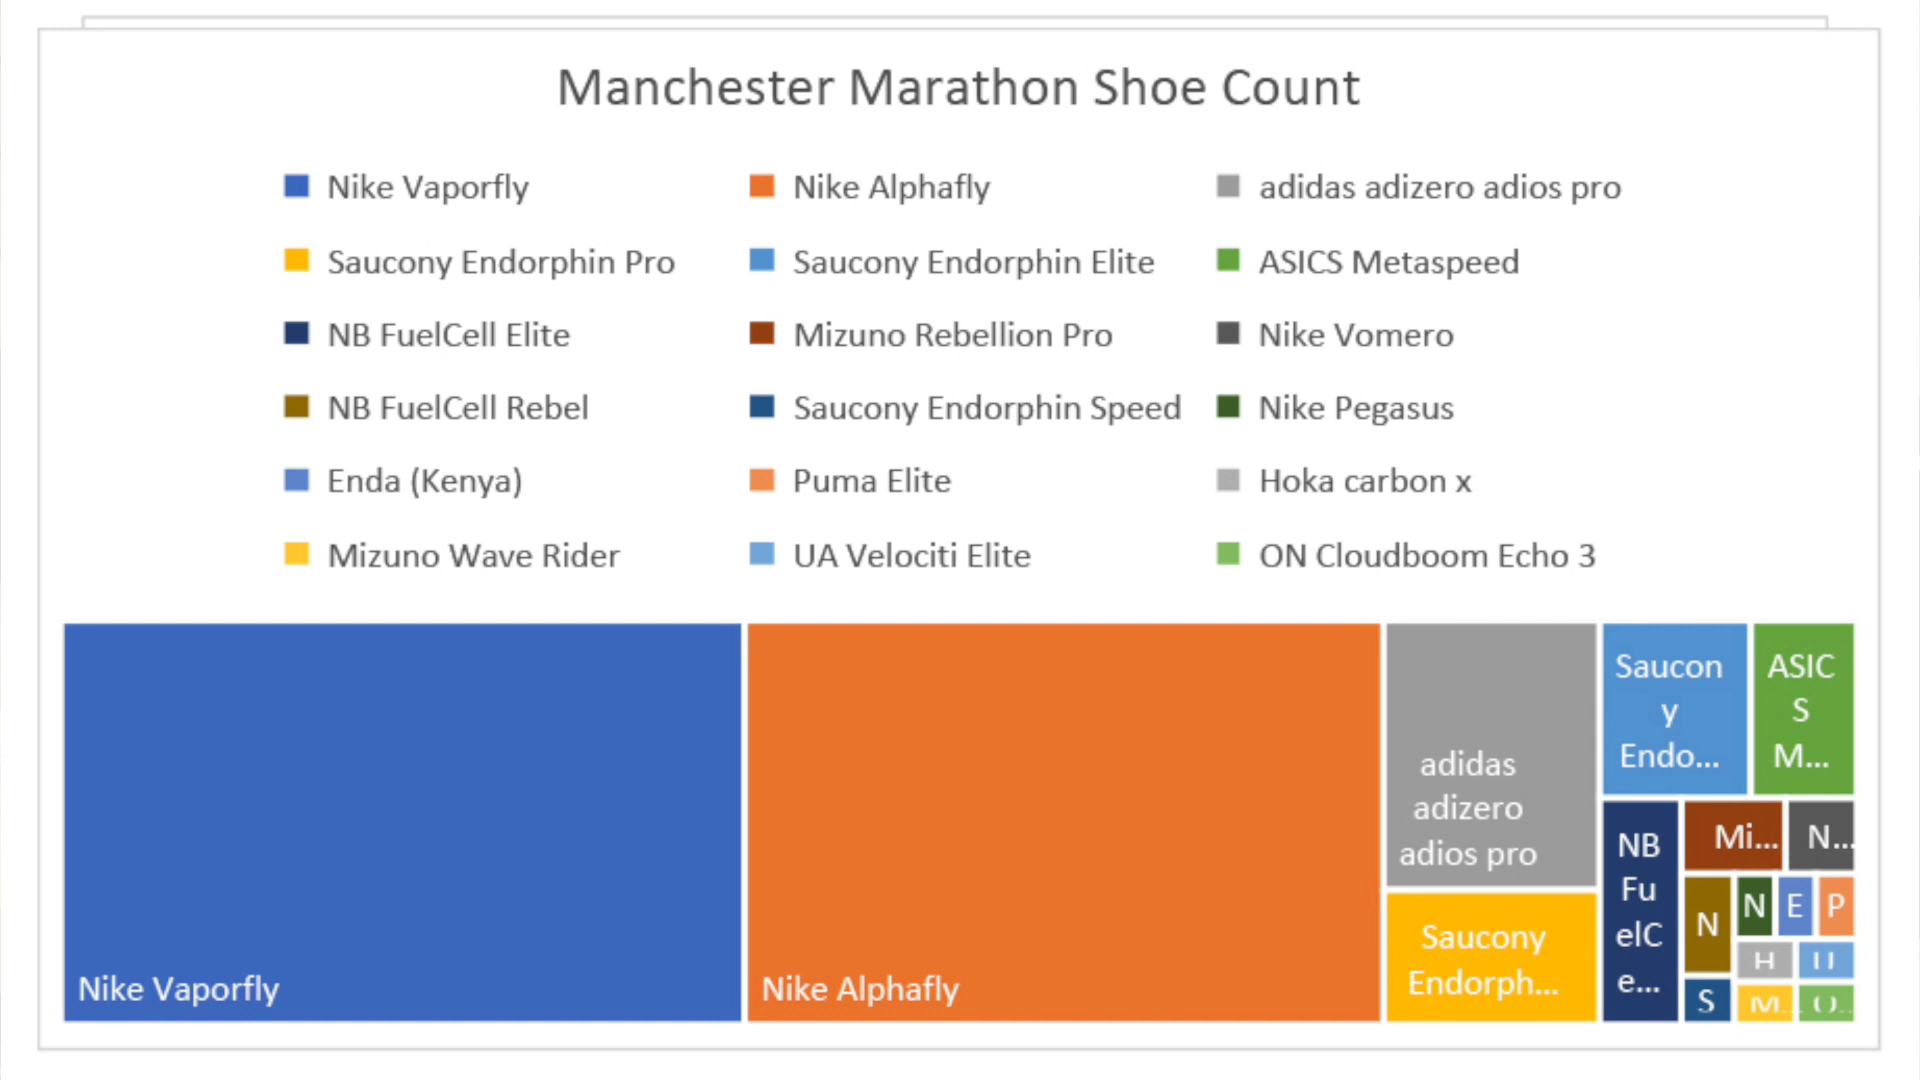 Manchester Marathon Shoe Count
Nike Vaporfly
Nike Alphafly
adidas adizero adios pro
Saucony Endorphin Pro
Saucony Endorphin Elite
ASICS Metaspeed
NB FuelCell Elite
Mizuno Rebellion Pro
Nike Vomero
NB FuelCell Rebel
Saucony Endorphin Speed
Nike Pegasus
Enda (Kenya)
Puma Elite
Hoka carbon x
Mizuno Wave Rider
UA Velociti Elite
ON Cloudboom Echo 3
Nike Vaporfly
Nike Alphafly
adidas
adizero
adios pro
Saucony
Endorph...
Saucon
y
Endo...
ASIC
S
M...
NB
Fu
elC
e...
Mi...
N...
N
N
E
P
H
U
S
M...
O...